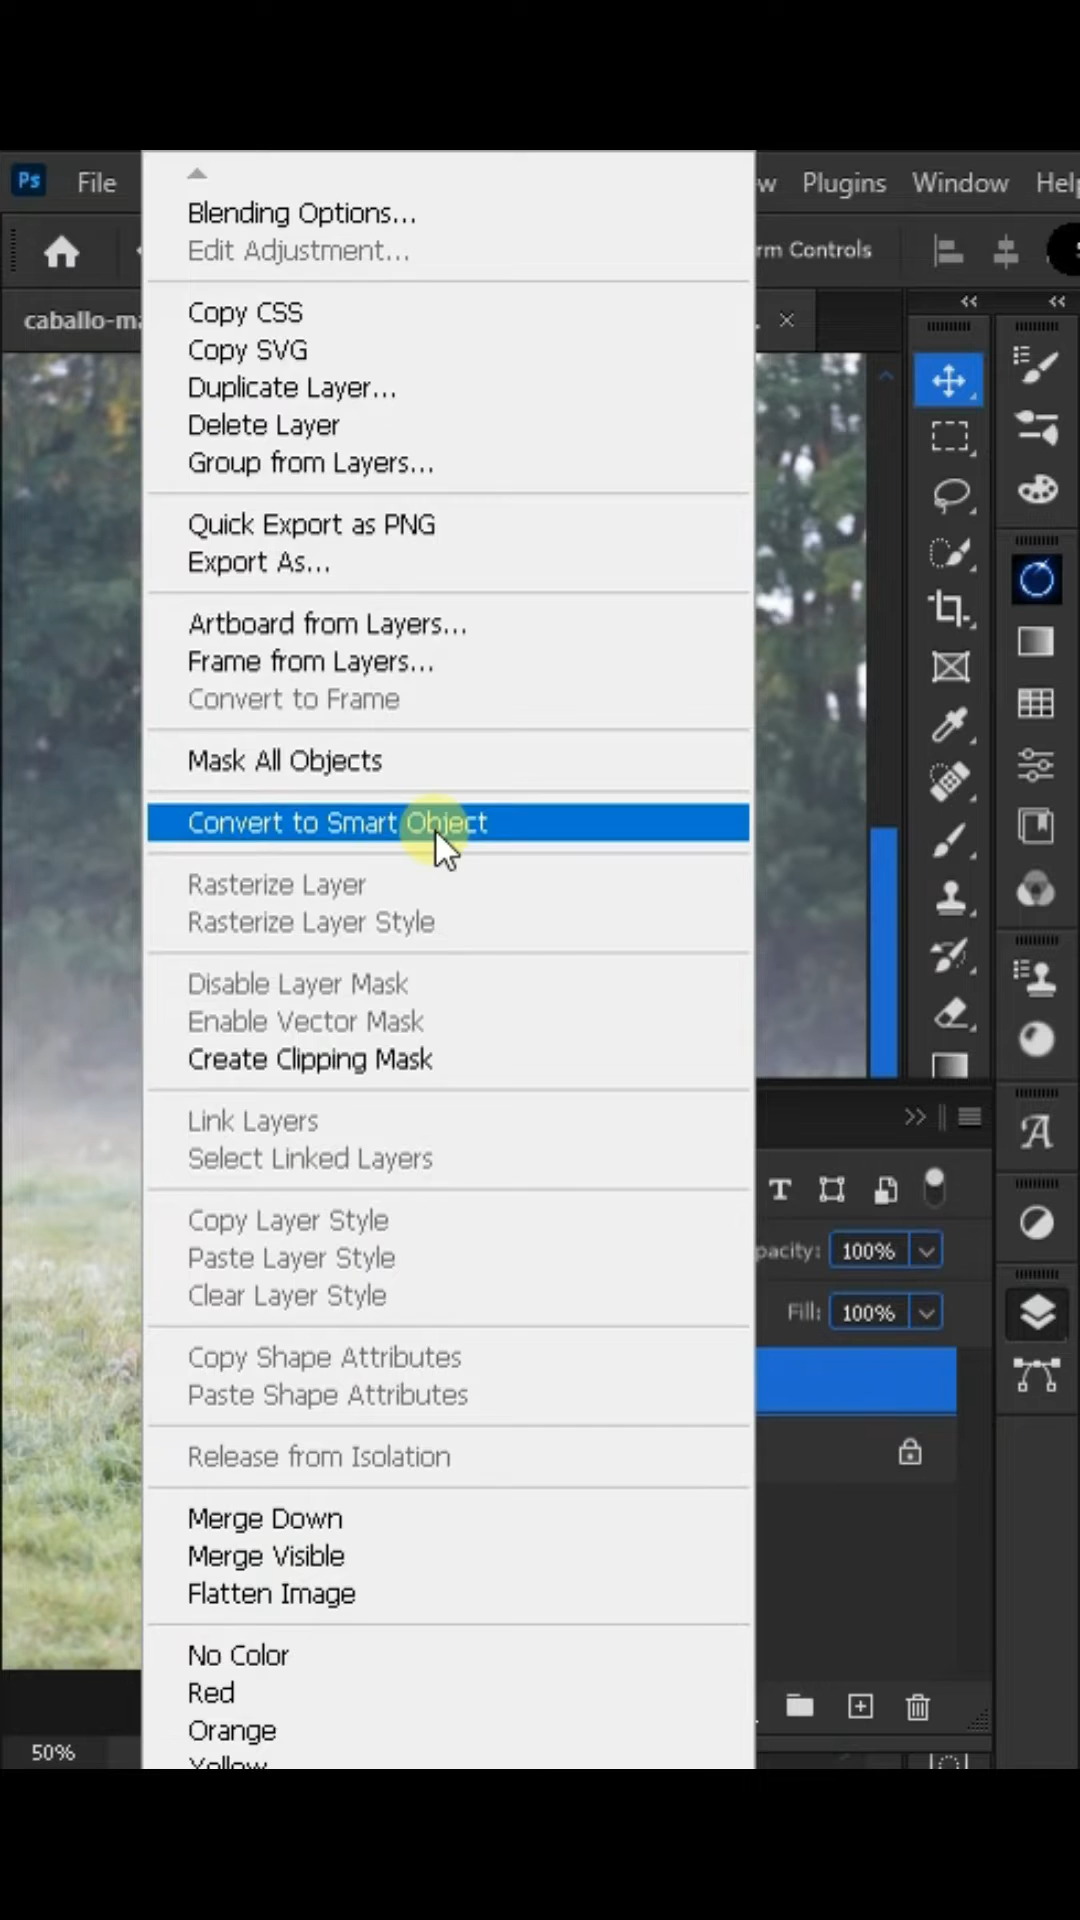 Ps File Plugins Window Help
Blending Options...
Edit Adjustment...
rm Controls
Copy CSS
Copy SVG
caballo-ma
Duplicate Layer...
Delete Layer
Group from Layers...
Quick Export as PNG
Export As...
Artboard from Layers...
Frame from Layers...
Convert to Frame
Mask All Objects
Convert to Smart Object
Rasterize Layer
Rasterize Layer Style
Disable Layer Mask
Enable Vector Mask
Create Clipping Mask
Link Layers
Select Linked Layers
Copy Layer Style
Paste Layer Style
pacity: 100%
Clear Layer Style
Fill: 100%
Copy Shape Attributes
Paste Shape Attributes
Release from Isolation
Merge Down
Merge Visible
Flatten Image
No Color
Red
Orange
Yellow
50%